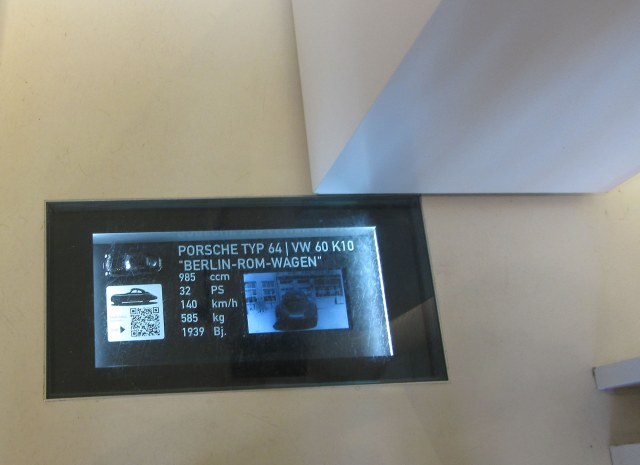 PORSCHE TYP 64 | VW 60 K10
"BERLIN-ROM-WAGEN"
985 ccm
32 PS
140 km/h
585 kg
1939 Bj.